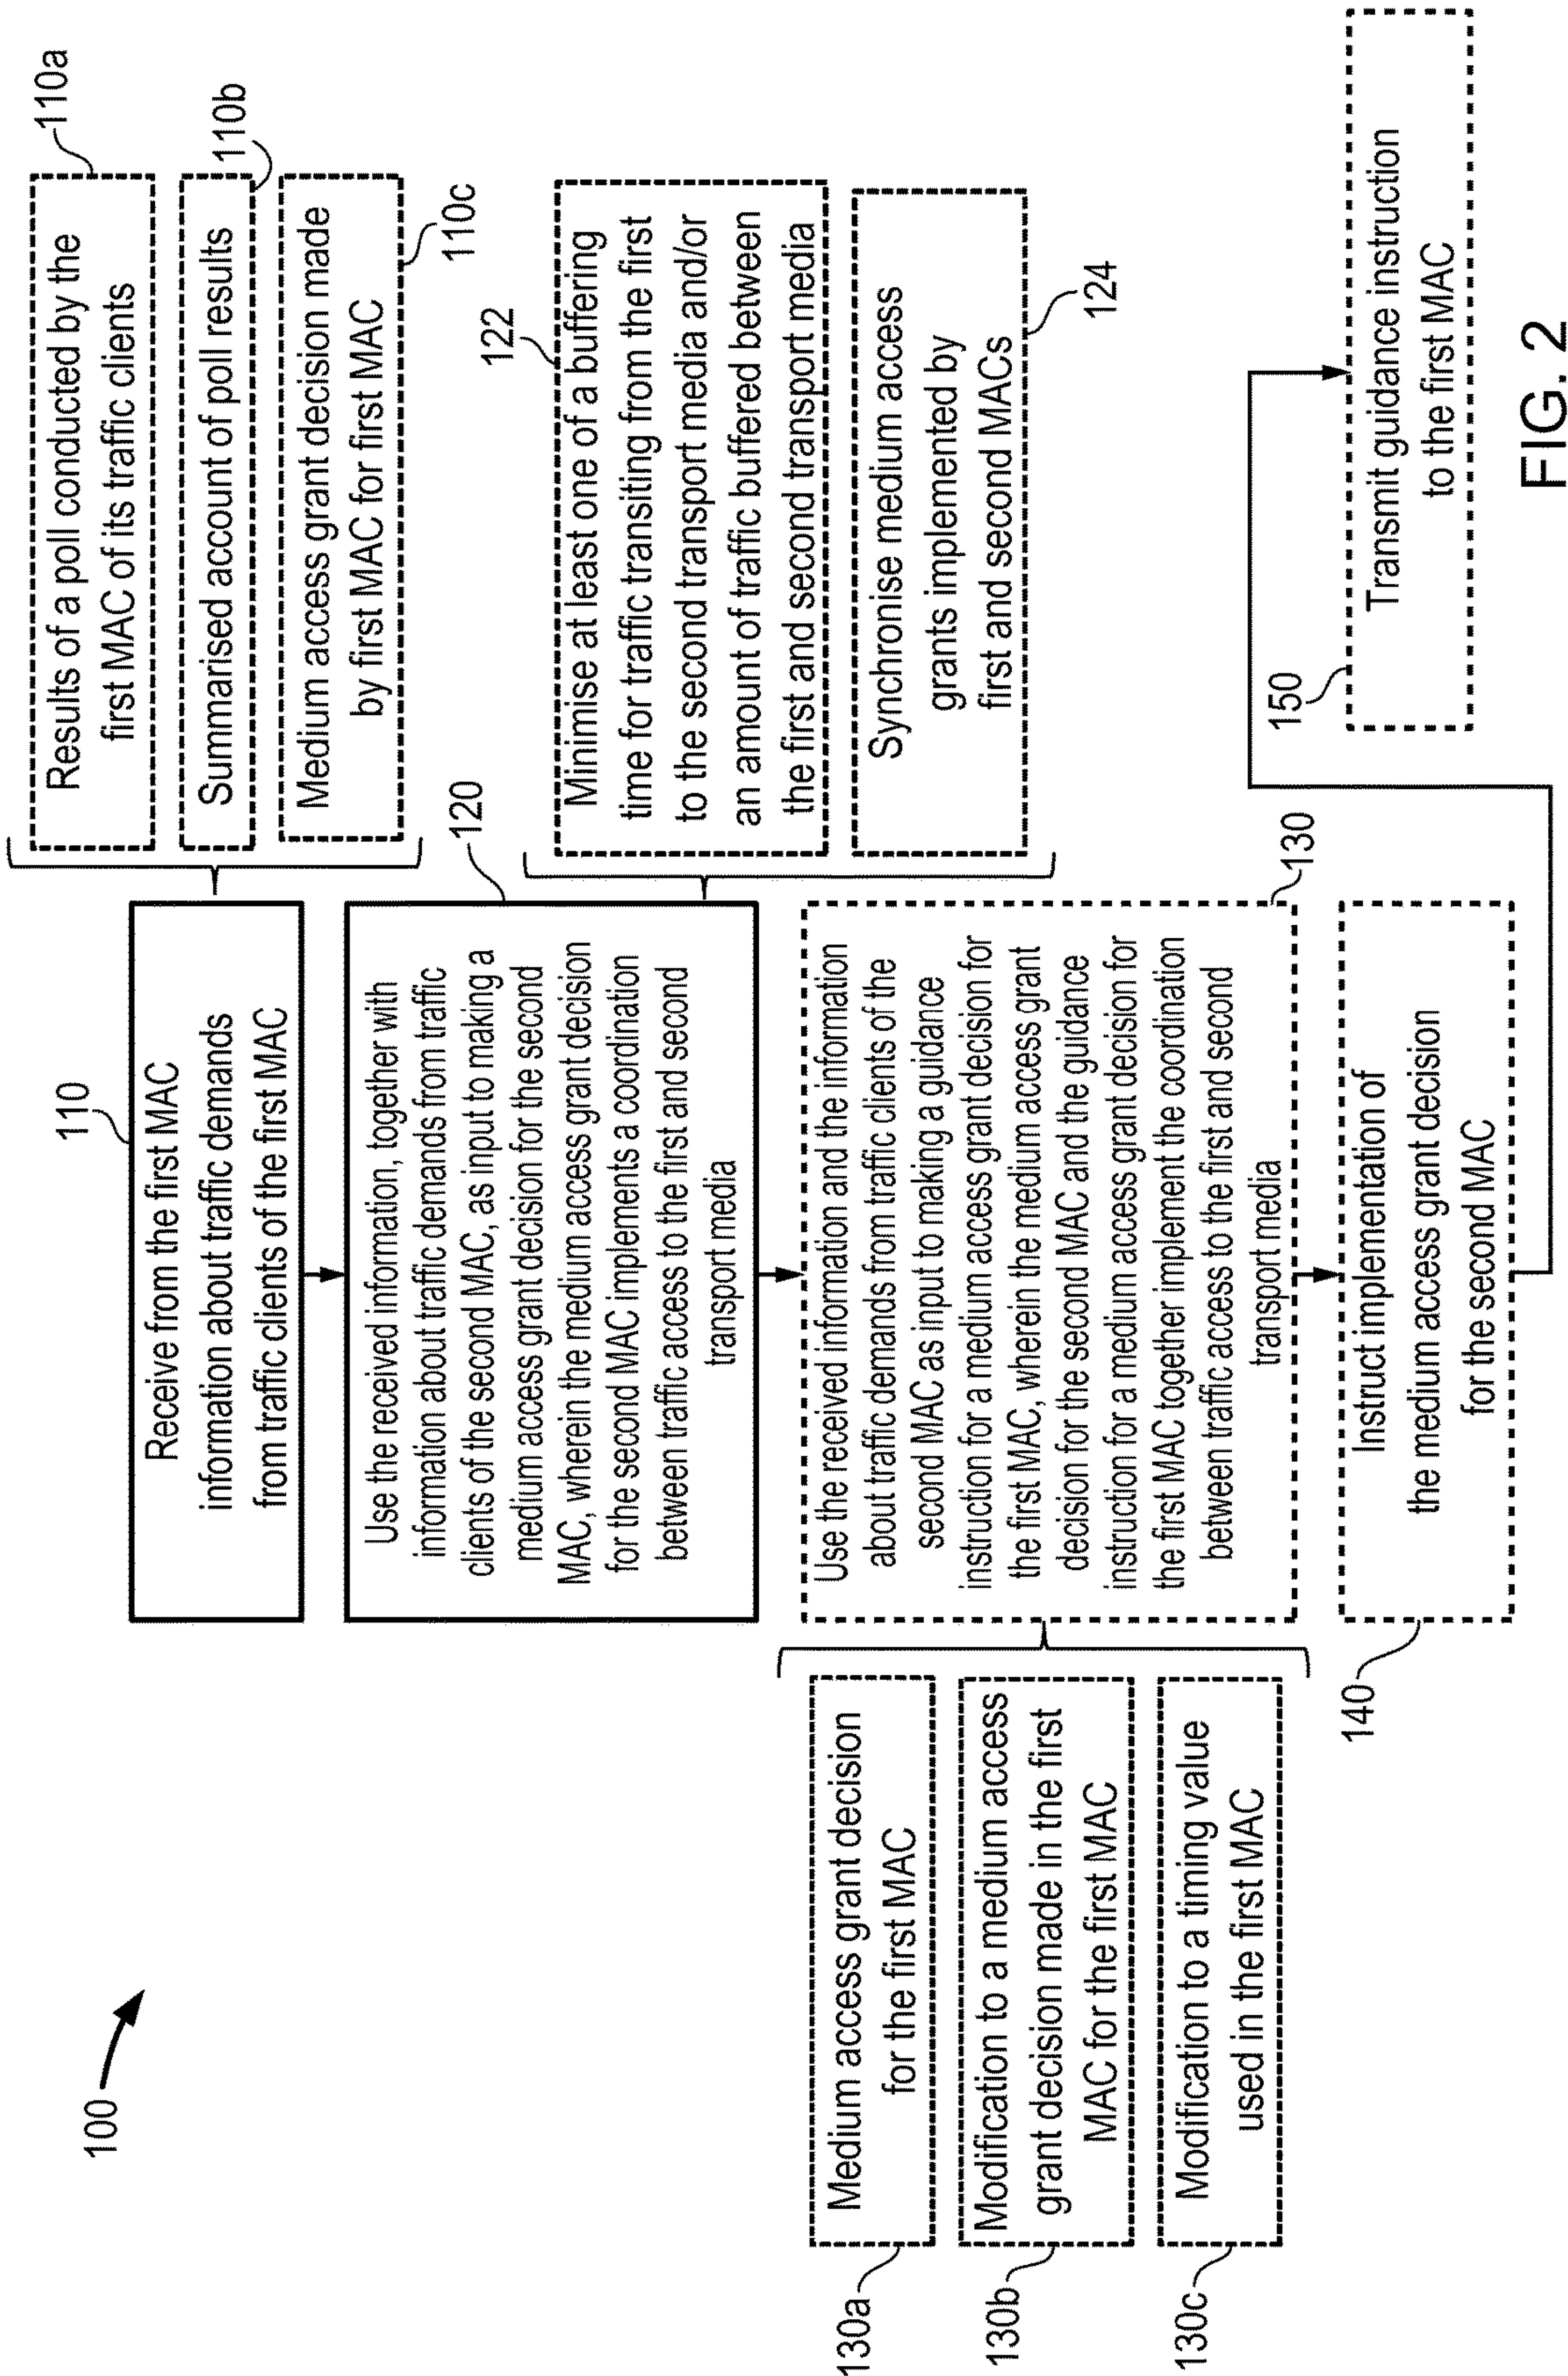 100
110
Receive from the first MAC
information about traffic demands
from traffic clients of the first MAC
Results of a poll conducted by the
first MAC of its traffic clients
110a
Summarised account of poll results
110b
Medium access grant decision made
by first MAC for first MAC
110c
120
Use the received information, together with
information about traffic demands from traffic
clients of the second MAC, as input to making a
medium access grant decision for the second
MAC, wherein the medium access grant decision
for the second MAC implements a coordination
between traffic access to the first and second
transport media
122
Minimise at least one of a buffering
time for traffic transiting from the first
to the second transport media and/or
an amount of traffic buffered between
the first and second transport media
Synchronise medium access
grants implemented by
first and second MACs
124
130
Use the received information and the information
about traffic demands from traffic clients of the
second MAC as input to making a guidance
instruction for a medium access grant decision for
the first MAC, wherein the medium access grant
decision for the second MAC and the guidance
instruction for a medium access grant decision for
the first MAC together implement the coordination
between traffic access to the first and second
transport media
130a
Medium access grant decision
for the first MAC
130b
Modification to a medium access
grant decision made in the first
MAC for the first MAC
130c
Modification to a timing value
used in the first MAC
140
Instruct implementation of
the medium access grant decision
for the second MAC
150
Transmit guidance instruction
to the first MAC
FIG. 2